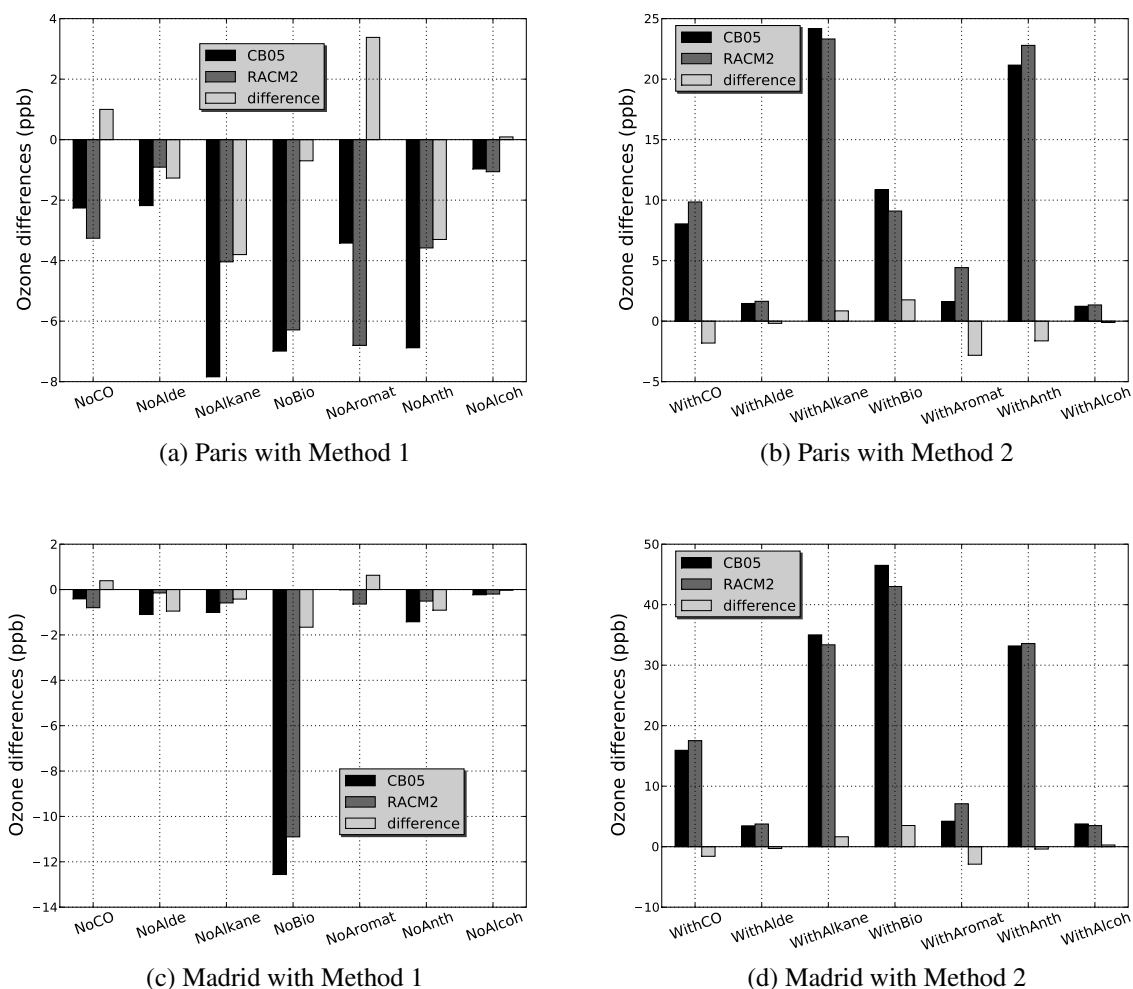 4
2
0
−2
−4
−6
−8
Ozone differences (ppb)
CB05
RACM2
difference
NoCO
NoAlde
NoAlkane
NoBio
NoAromat
NoAnth
NoAlcoh
(a) Paris with Method 1
25
20
15
10
5
0
−5
Ozone differences (ppb)
CB05
RACM2
difference
WithCO
WithAlde
WithAlkane
WithBio
WithAromat
WithAnth
WithAlcoh
(b) Paris with Method 2
2
0
−2
−4
−6
−8
−10
−12
−14
Ozone differences (ppb)
CB05
RACM2
difference
NoCO
NoAlde
NoAlkane
NoBio
NoAromat
NoAnth
NoAlcoh
(c) Madrid with Method 1
50
40
30
20
10
0
−10
Ozone differences (ppb)
CB05
RACM2
difference
WithCO
WithAlde
WithAlkane
WithBio
WithAromat
WithAnth
WithAlcoh
(d) Madrid with Method 2